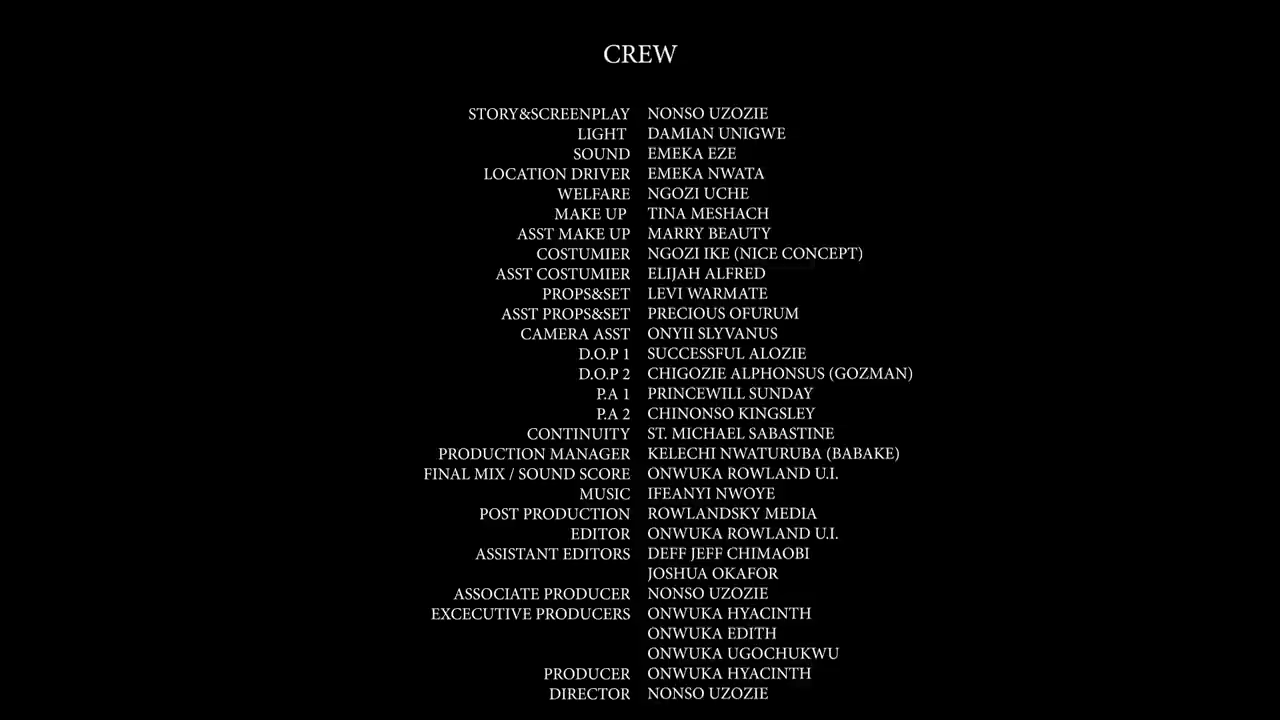 CREW
STORY&SCREENPLAY NONSO UZOZIE
LIGHT DAMIAN UNIGWE
SOUND EMEKA EZE
LOCATION DRIVER EMEKA NWATA
WELFARE NGOZI UCHE
MAKE UP TINA MESHACH
ASST MAKE UP MARRY BEAUTY
COSTUMIER NGOZI IKE (NICE CONCEPT)
ASST COSTUMIER ELIJAH ALFRED
PROPS&SET LEVI WARMATE
ASST PROPS&SET PRECIOUS OFURUM
CAMERA ASST ONYII SLYVANUS
D.O.P 1 SUCCESSFUL ALOZIE
D.O.P 2 CHIGOZIE ALPHONSUS (GOZMAN)
P.A 1 PRINCEWILL SUNDAY
P.A 2 CHINONSO KINGSLEY
CONTINUITY ST. MICHAEL SABASTINE
PRODUCTION MANAGER KELECHI NWATURUBA (BABAKE)
FINAL MIX / SOUND SCORE ONWUKA ROWLAND U.I.
MUSIC IFEANYI NWOYE
POST PRODUCTION ROWLANDSKY MEDIA
EDITOR ONWUKA ROWLAND U.I.
ASSISTANT EDITORS DEFF JEFF CHIMAOBI
JOSHUA OKAFOR
ASSOCIATE PRODUCER NONSO UZOZIE
EXCECUTIVE PRODUCERS ONWUKA HYACINTH
ONWUKA EDITH
ONWUKA UGOCHUKWU
PRODUCER ONWUKA HYACINTH
DIRECTOR NONSO UZOZIE